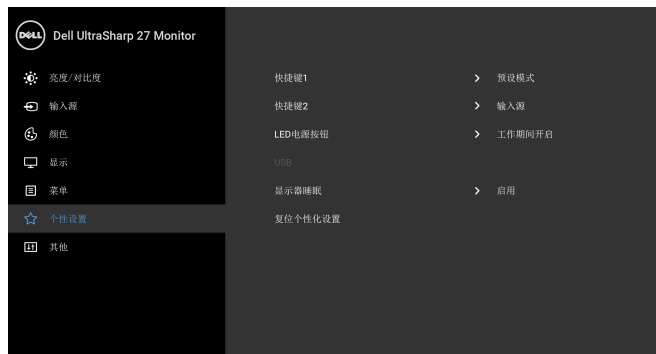 DELL Dell UltraSharp 27 Monitor
亮度/对比度
快捷键1 预设模式
输入源
快捷键2 输入源
颜色
LED电源按钮 工作期间开启
显示
USB
菜单
显示器睡眠 启用
个性设置
复位个性化设置
其他